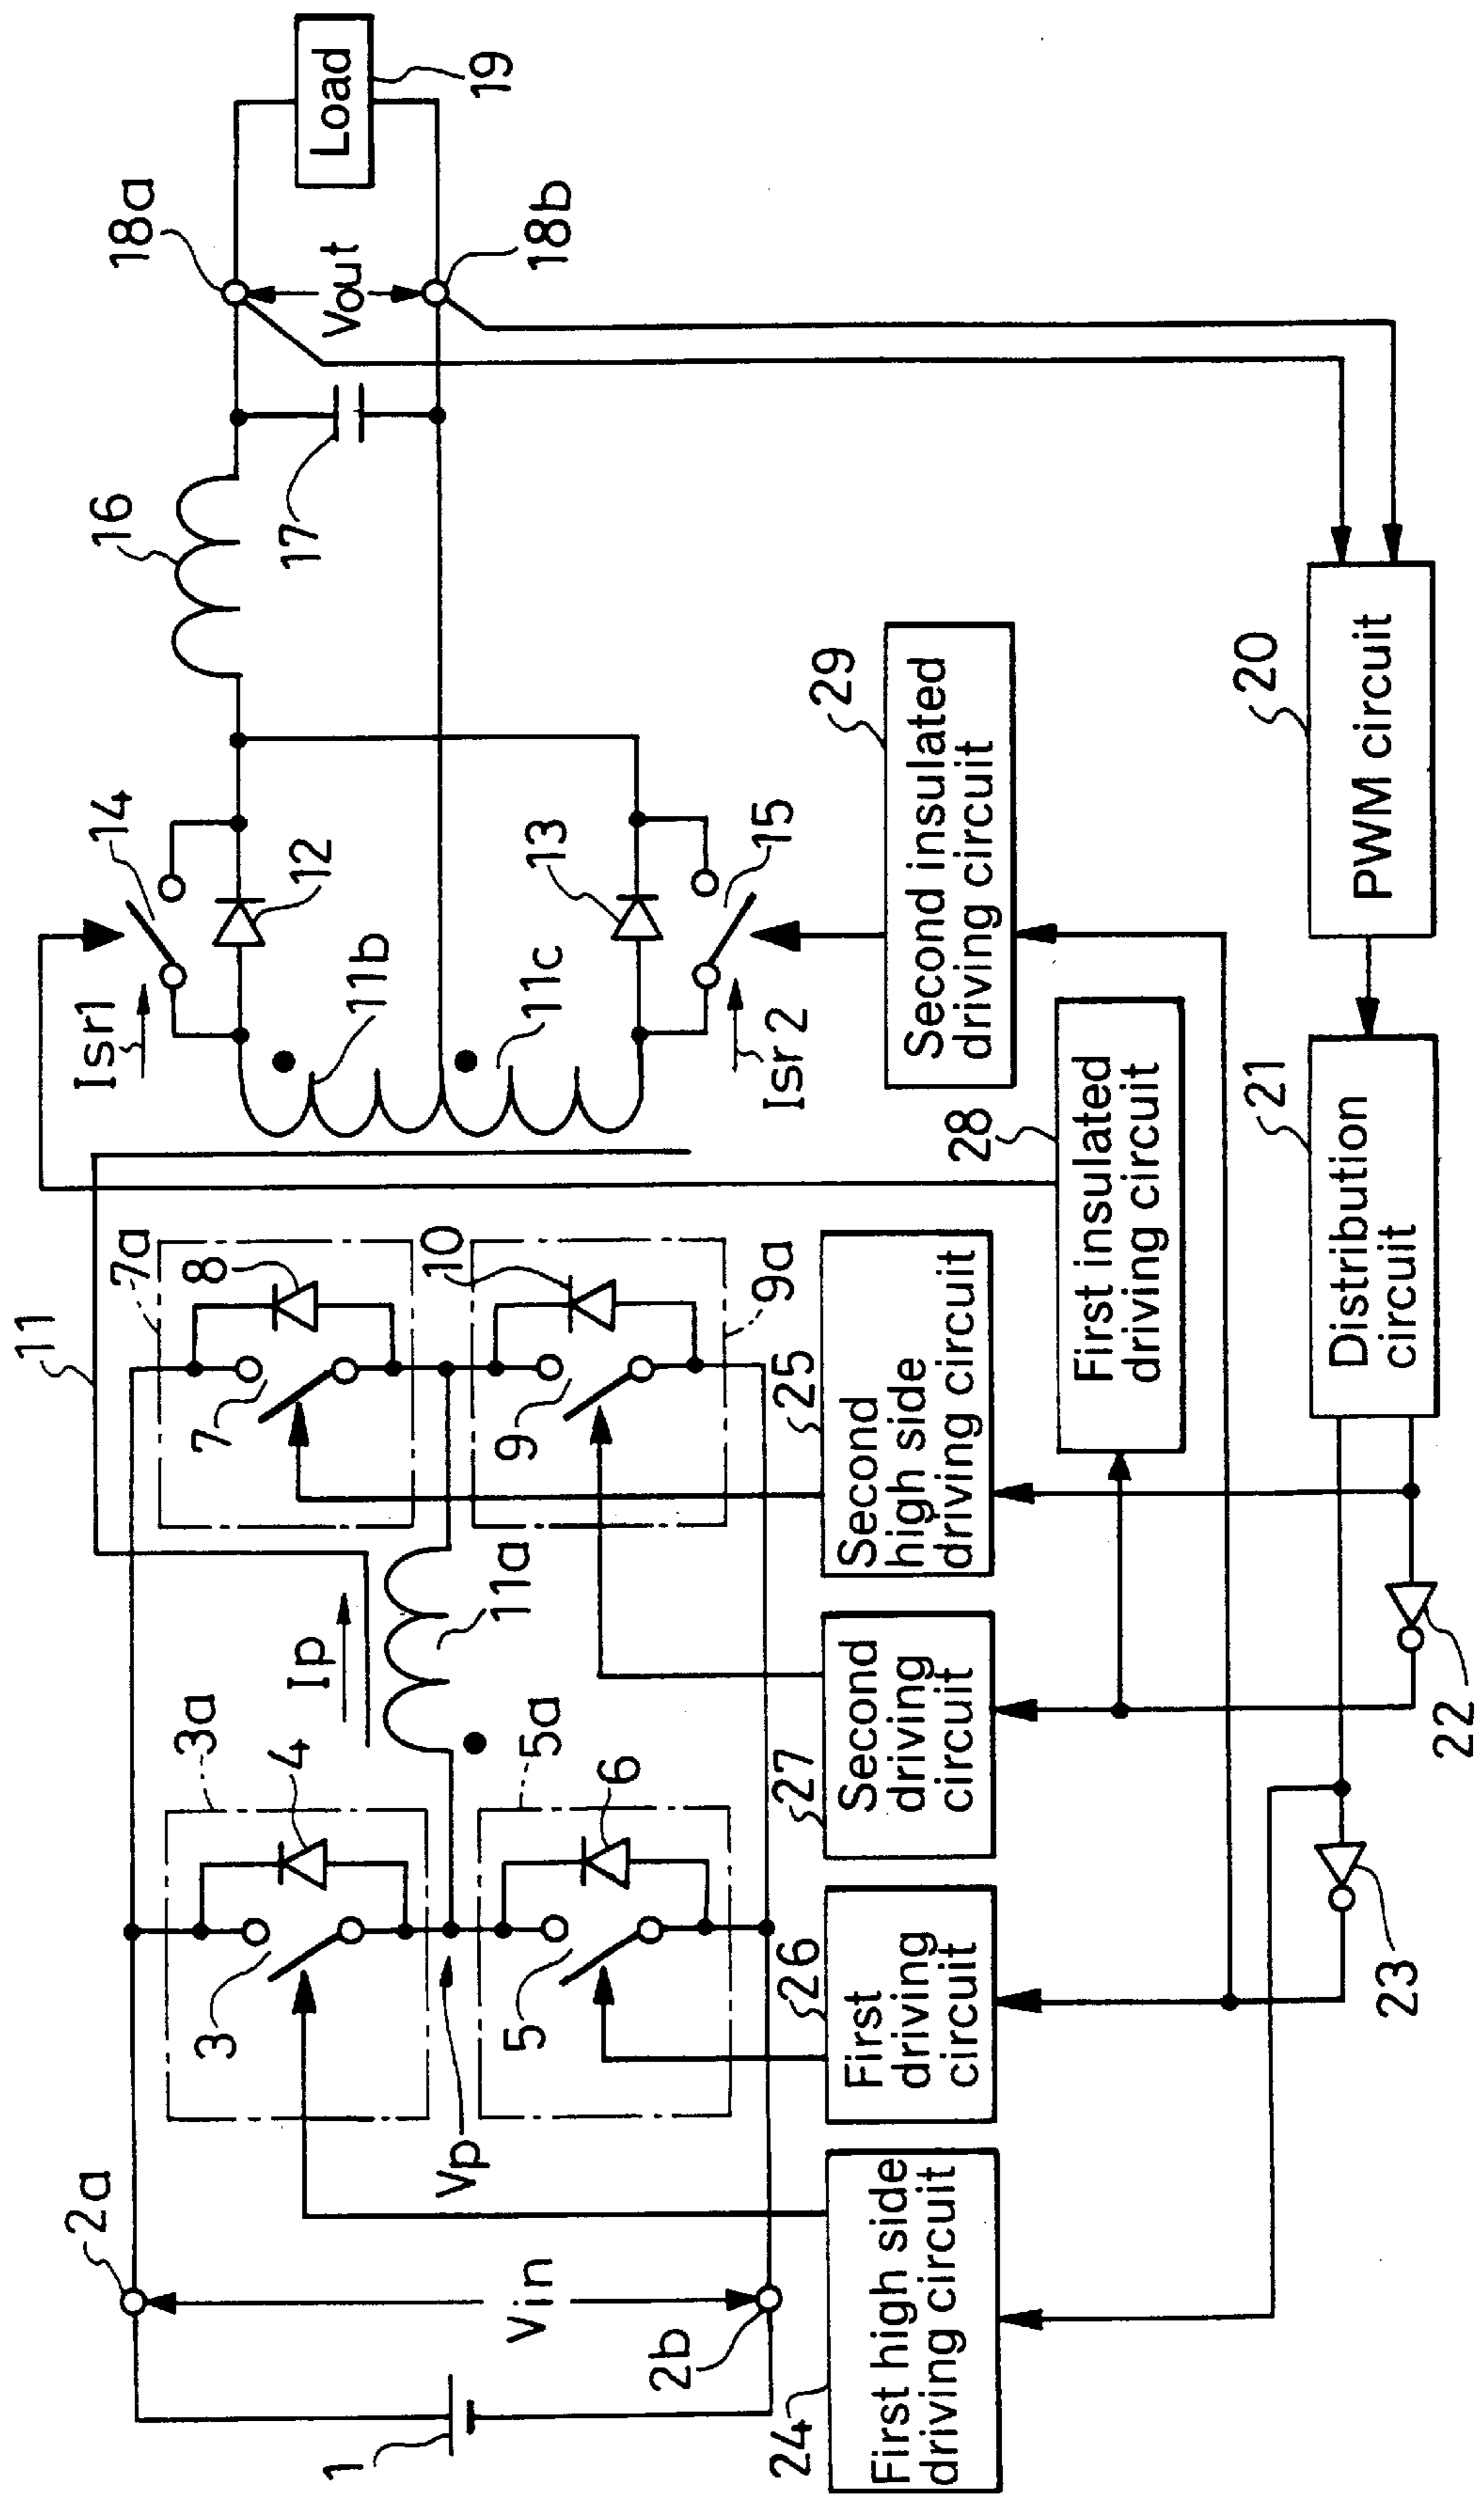 11
7a
3a
2a
3
4
7
8
Ip
11a
Vp
5a
5
6
9
10
9a
1
Vin
2b
24
First high side
driving circuit
26
First
driving
circuit
27
Second
driving
circuit
25
Second
high side
driving circuit
28
First insulated
driving circuit
29
Second insulated
driving circuit
23
22
21
Distribution
circuit
20
PWM circuit
Isr1
14
12
11b
11c
13
15
Isr2
16
17
18a
Vout
18b
Load
19